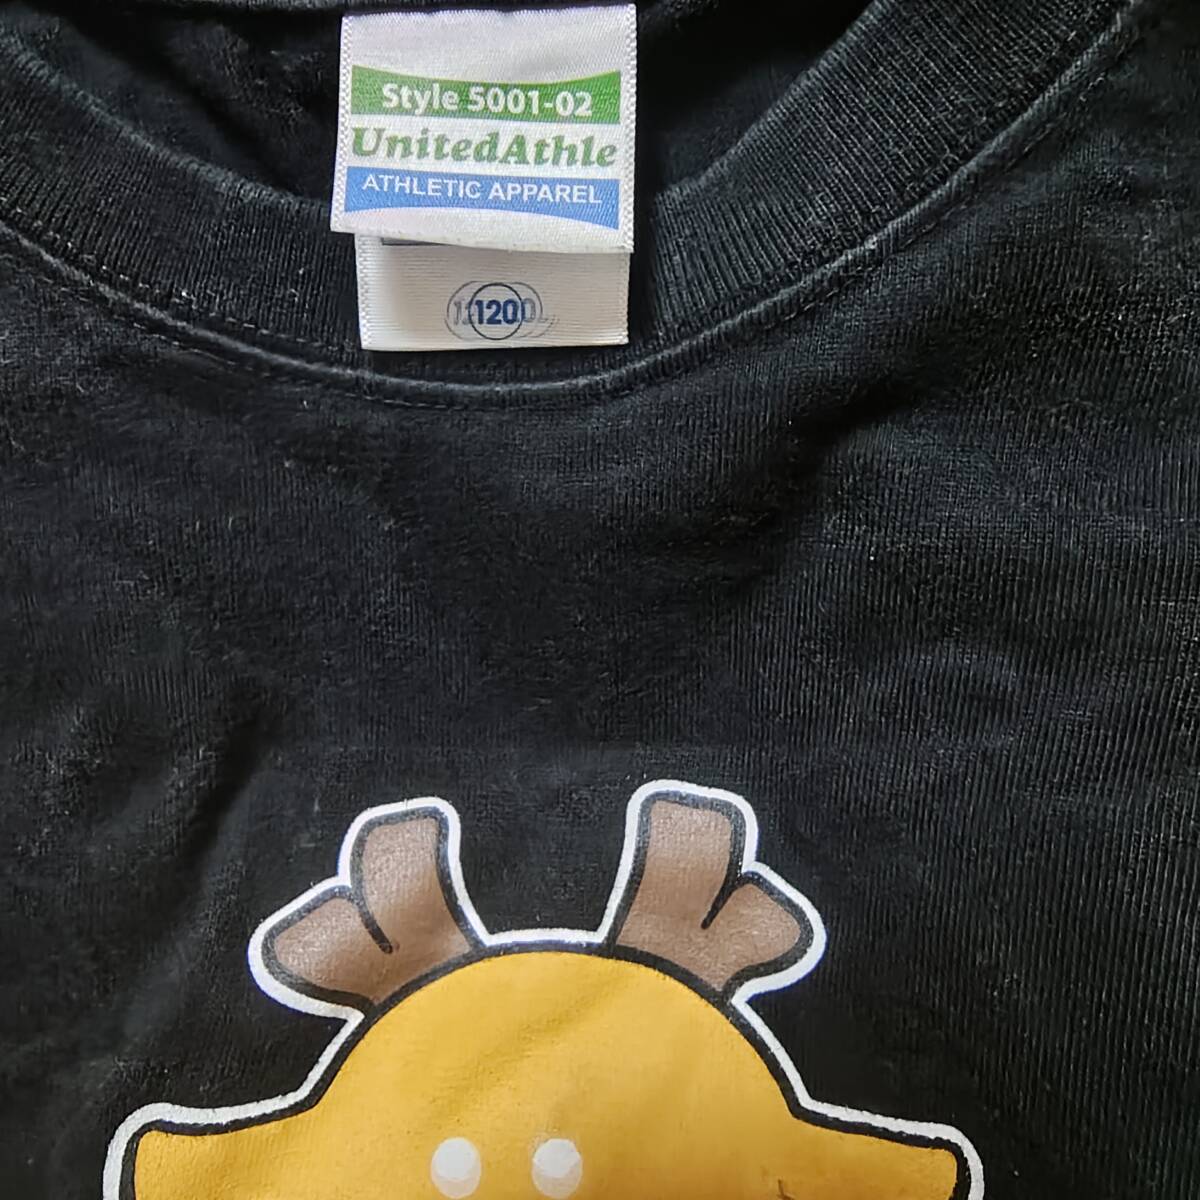 Style 5001-02
UnitedAthle
ATHLETIC APPAREL
120